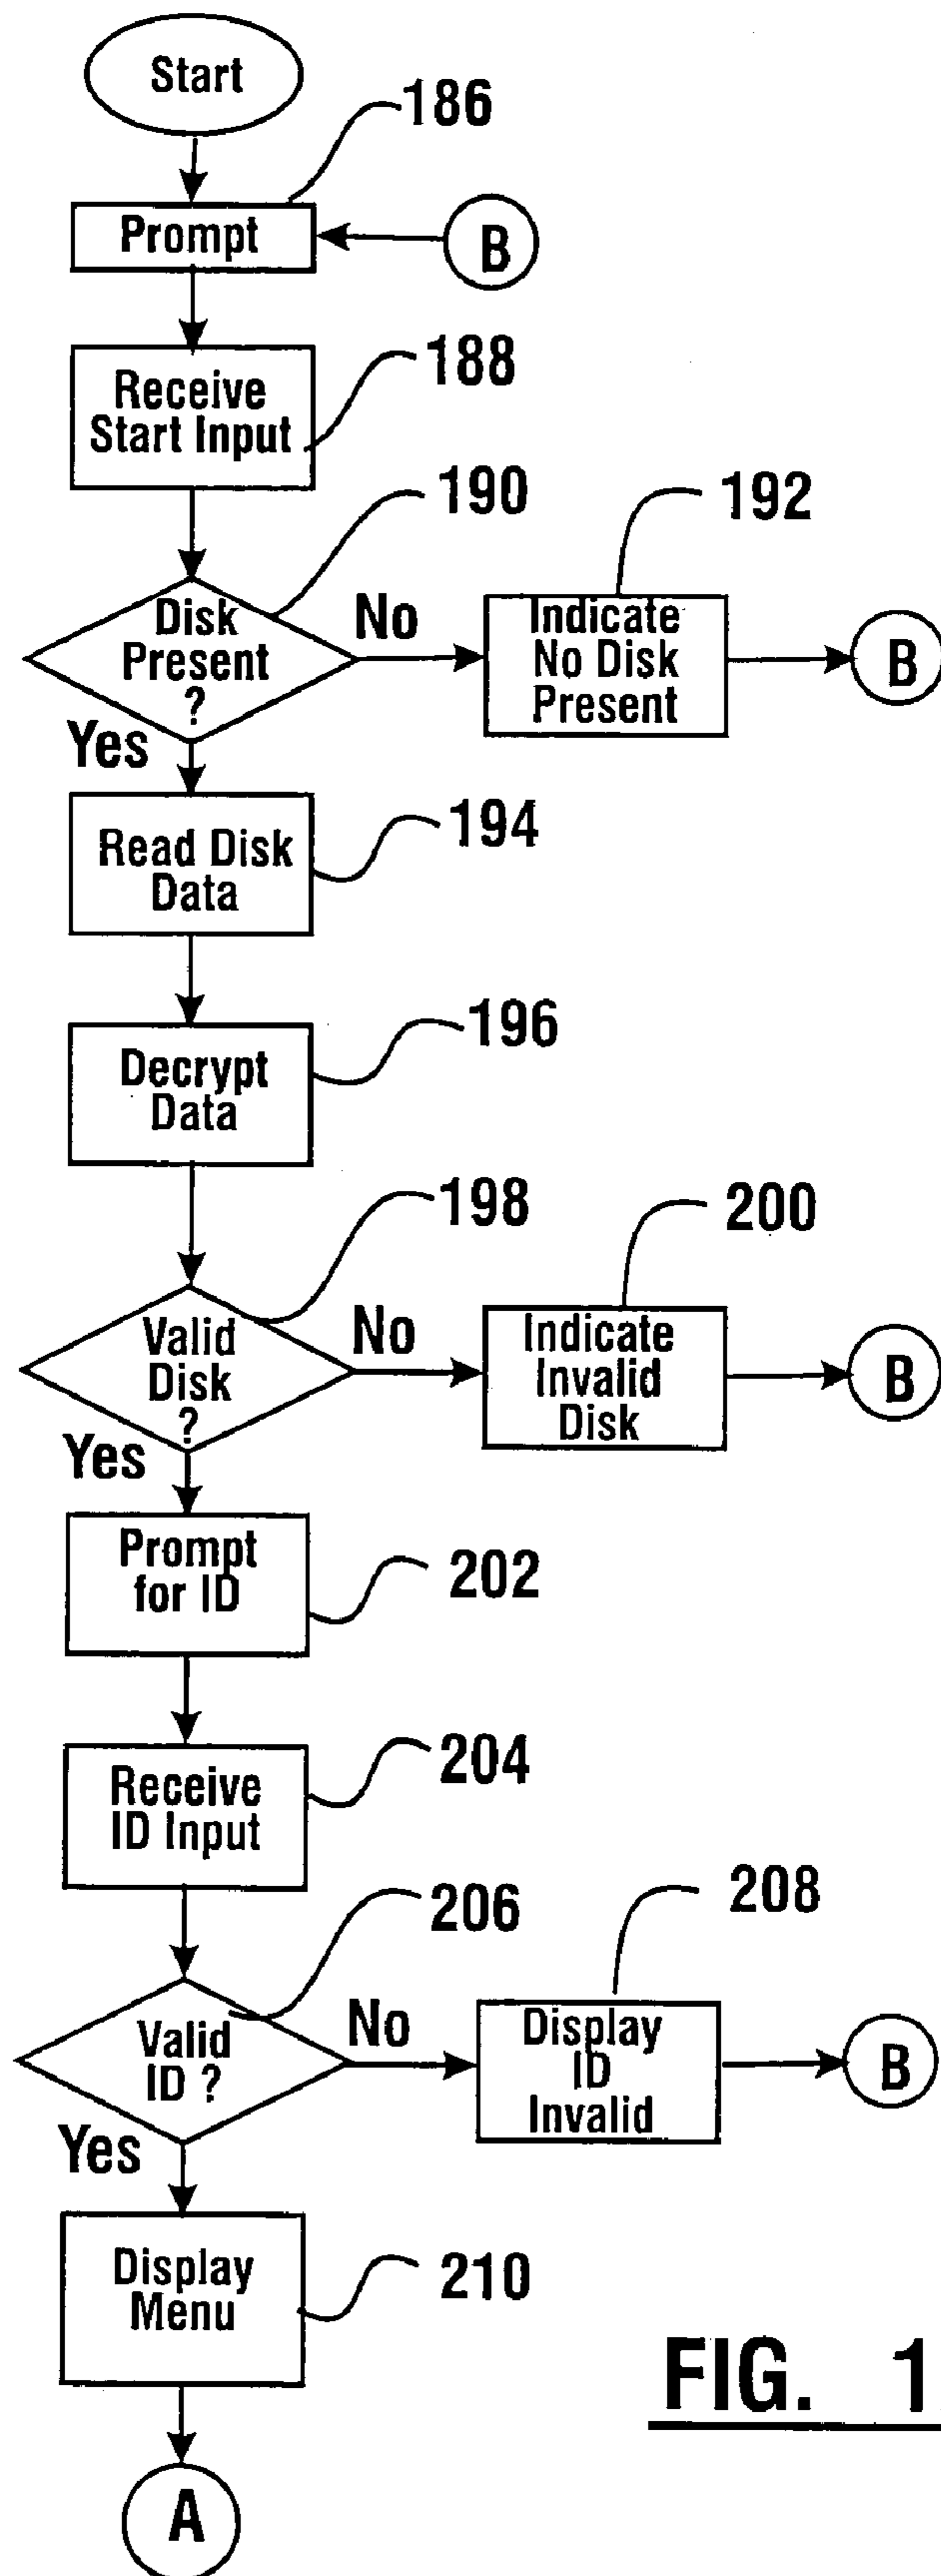 Start
186
Prompt
B
Receive
Start Input
188
190
Disk
Present
?
No
192
Indicate
No Disk
Present
B
Yes
Read Disk
Data
194
Decrypt
Data
196
198
Valid
Disk
?
No
200
Indicate
Invalid
Disk
B
Yes
Prompt
for ID
202
Receive
ID Input
204
206
Valid
ID ?
No
208
Display
ID
Invalid
B
Yes
Display
Menu
210
FIG. 1
A